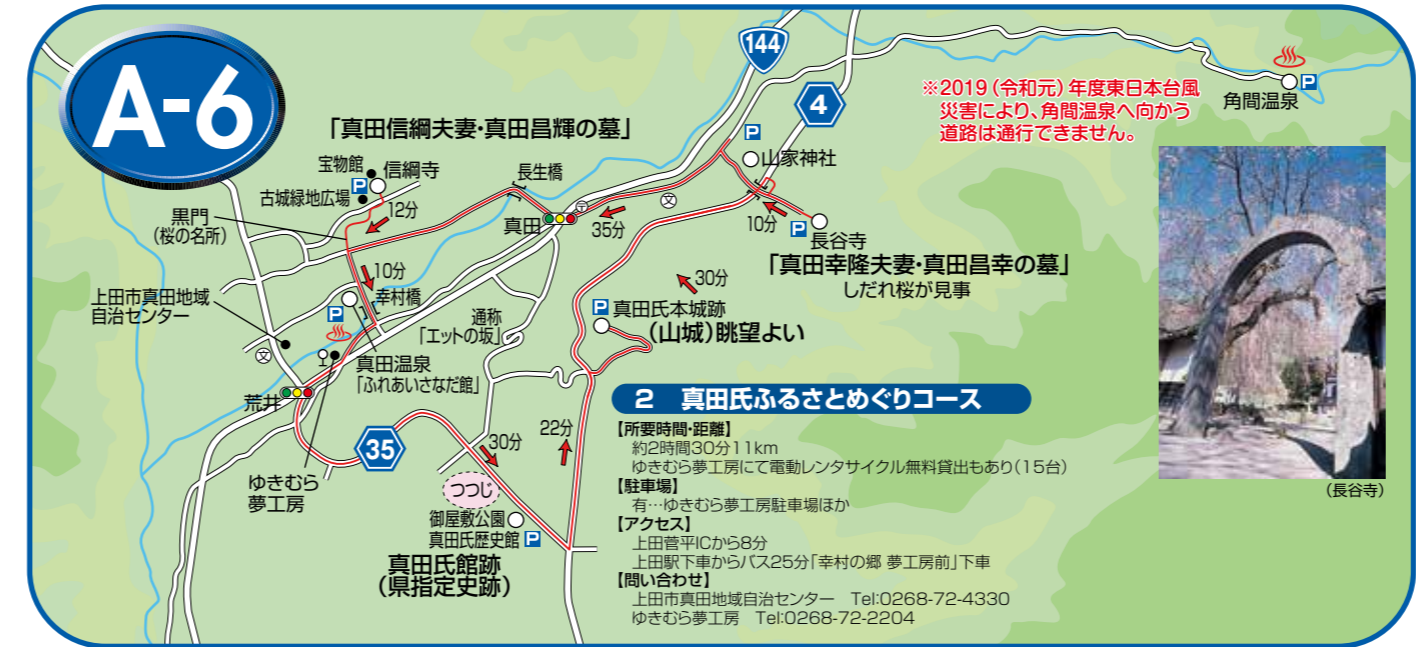 A-6
144
4
※2019(令和元)年度東日本台風
災害により、角間温泉へ向かう
道路は通行できません。
P
角間温泉
「真田信綱夫妻・真田昌輝の墓」
宝物館
信綱寺
P
古城緑地広場
12分
黒門
(桜の名所)
長生橋
真田
〒
文
35分
P
山家神社
10分
P
長谷寺
「真田幸隆夫妻・真田昌幸の墓」
しだれ桜が見事
30分
10分
幸村橋
P
上田市真田地域
自治センター
文
真田温泉
「ふれあいさなだ館」
通称
「エットの坂」
P
真田氏本城跡
(山城)眺望よい
荒井
35
ゆきむら
夢工房
30分
22分
つつじ
御屋敷公園
真田氏歴史館 P
真田氏館跡
(県指定史跡)
2 真田氏ふるさとめぐりコース
【所要時間・距離】
約2時間30分11km
ゆきむら夢工房にて電動レンタサイクル無料貸出もあり(15台)
【駐車場】
有…ゆきむら夢工房駐車場ほか
【アクセス】
上田菅平ICから8分
上田駅下車からバス25分「幸村の郷 夢工房前」下車
【問い合わせ】
上田市真田地域自治センター Tel:0268-72-4330
ゆきむら夢工房 Tel:0268-72-2204
(長谷寺)